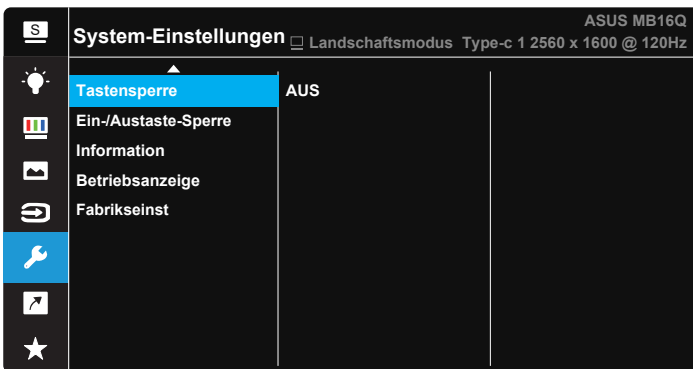 S
System-Einstellungen
ASUS MB16Q
Landschaftsmodus Type-c 1 2560 x 1600 @ 120Hz
Tastensperre AUS
Ein-/Austaste-Sperre
Information
Betriebsanzeige
Fabrikseinst